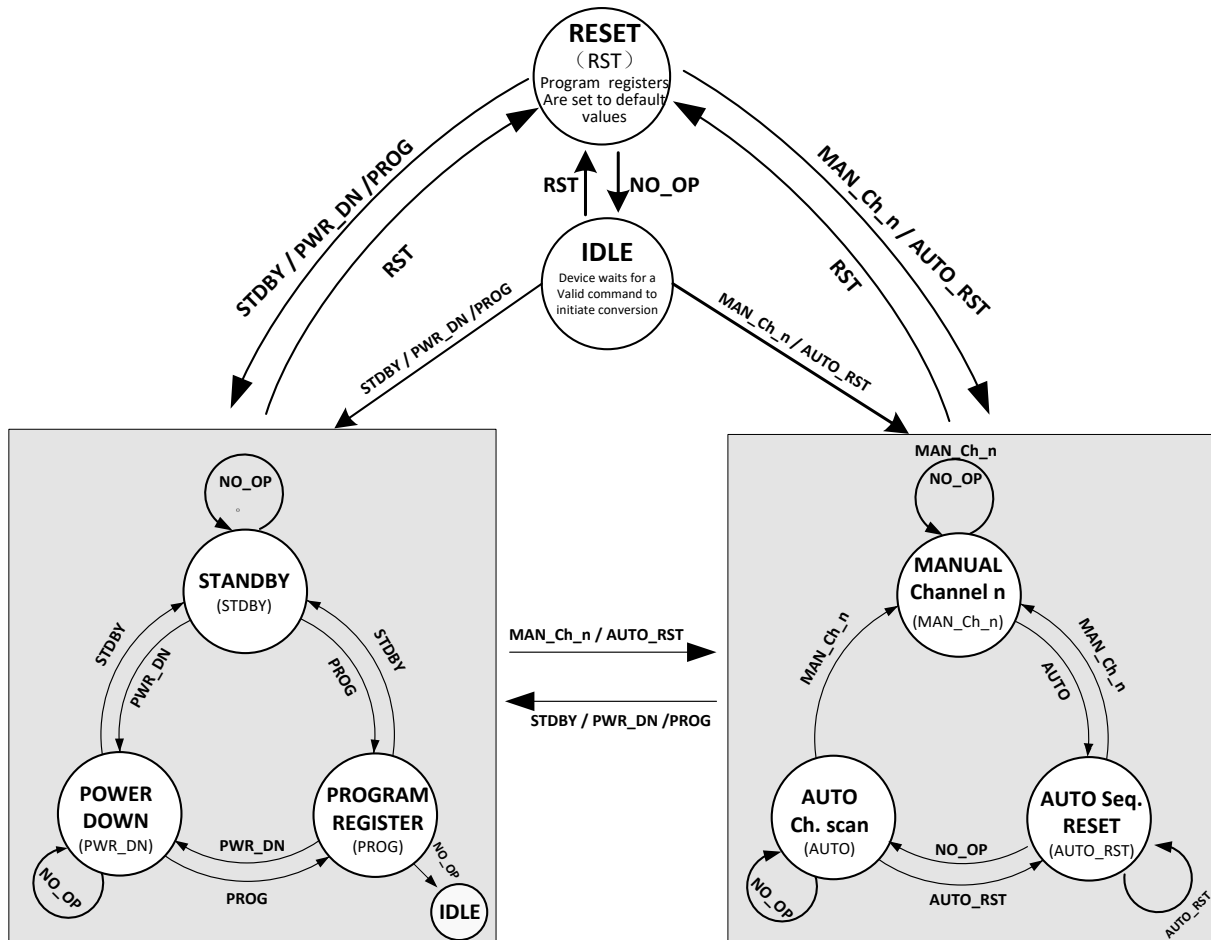 RESET
（RST）
Program registers
Are set to default
values
STDBY / PWR_DN /PROG
RST
RST
NO_OP
MAN_Ch_n / AUTO_RST
RST
IDLE
Device waits for a
Valid command to
initiate conversion
STDBY / PWR_DN /PROG
MAN_Ch_n / AUTO_RST
NO_OP
STANDBY
(STDBY)
STDBY
PWR_DN
PROG
STDBY
POWER
DOWN
(PWR_DN)
PROGRAM
REGISTER
(PROG)
PWR_DN
PROG
NO_OP
NO_OP
IDLE
MAN_Ch_n / AUTO_RST
STDBY / PWR_DN /PROG
MAN_Ch_n
NO_OP
MANUAL
Channel n
(MAN_Ch_n)
MAN_Ch_n
AUTO
MAN_Ch_n
AUTO
Ch. scan
(AUTO)
AUTO Seq.
RESET
(AUTO_RST)
NO_OP
AUTO_RST
NO_OP
AUTO_RST